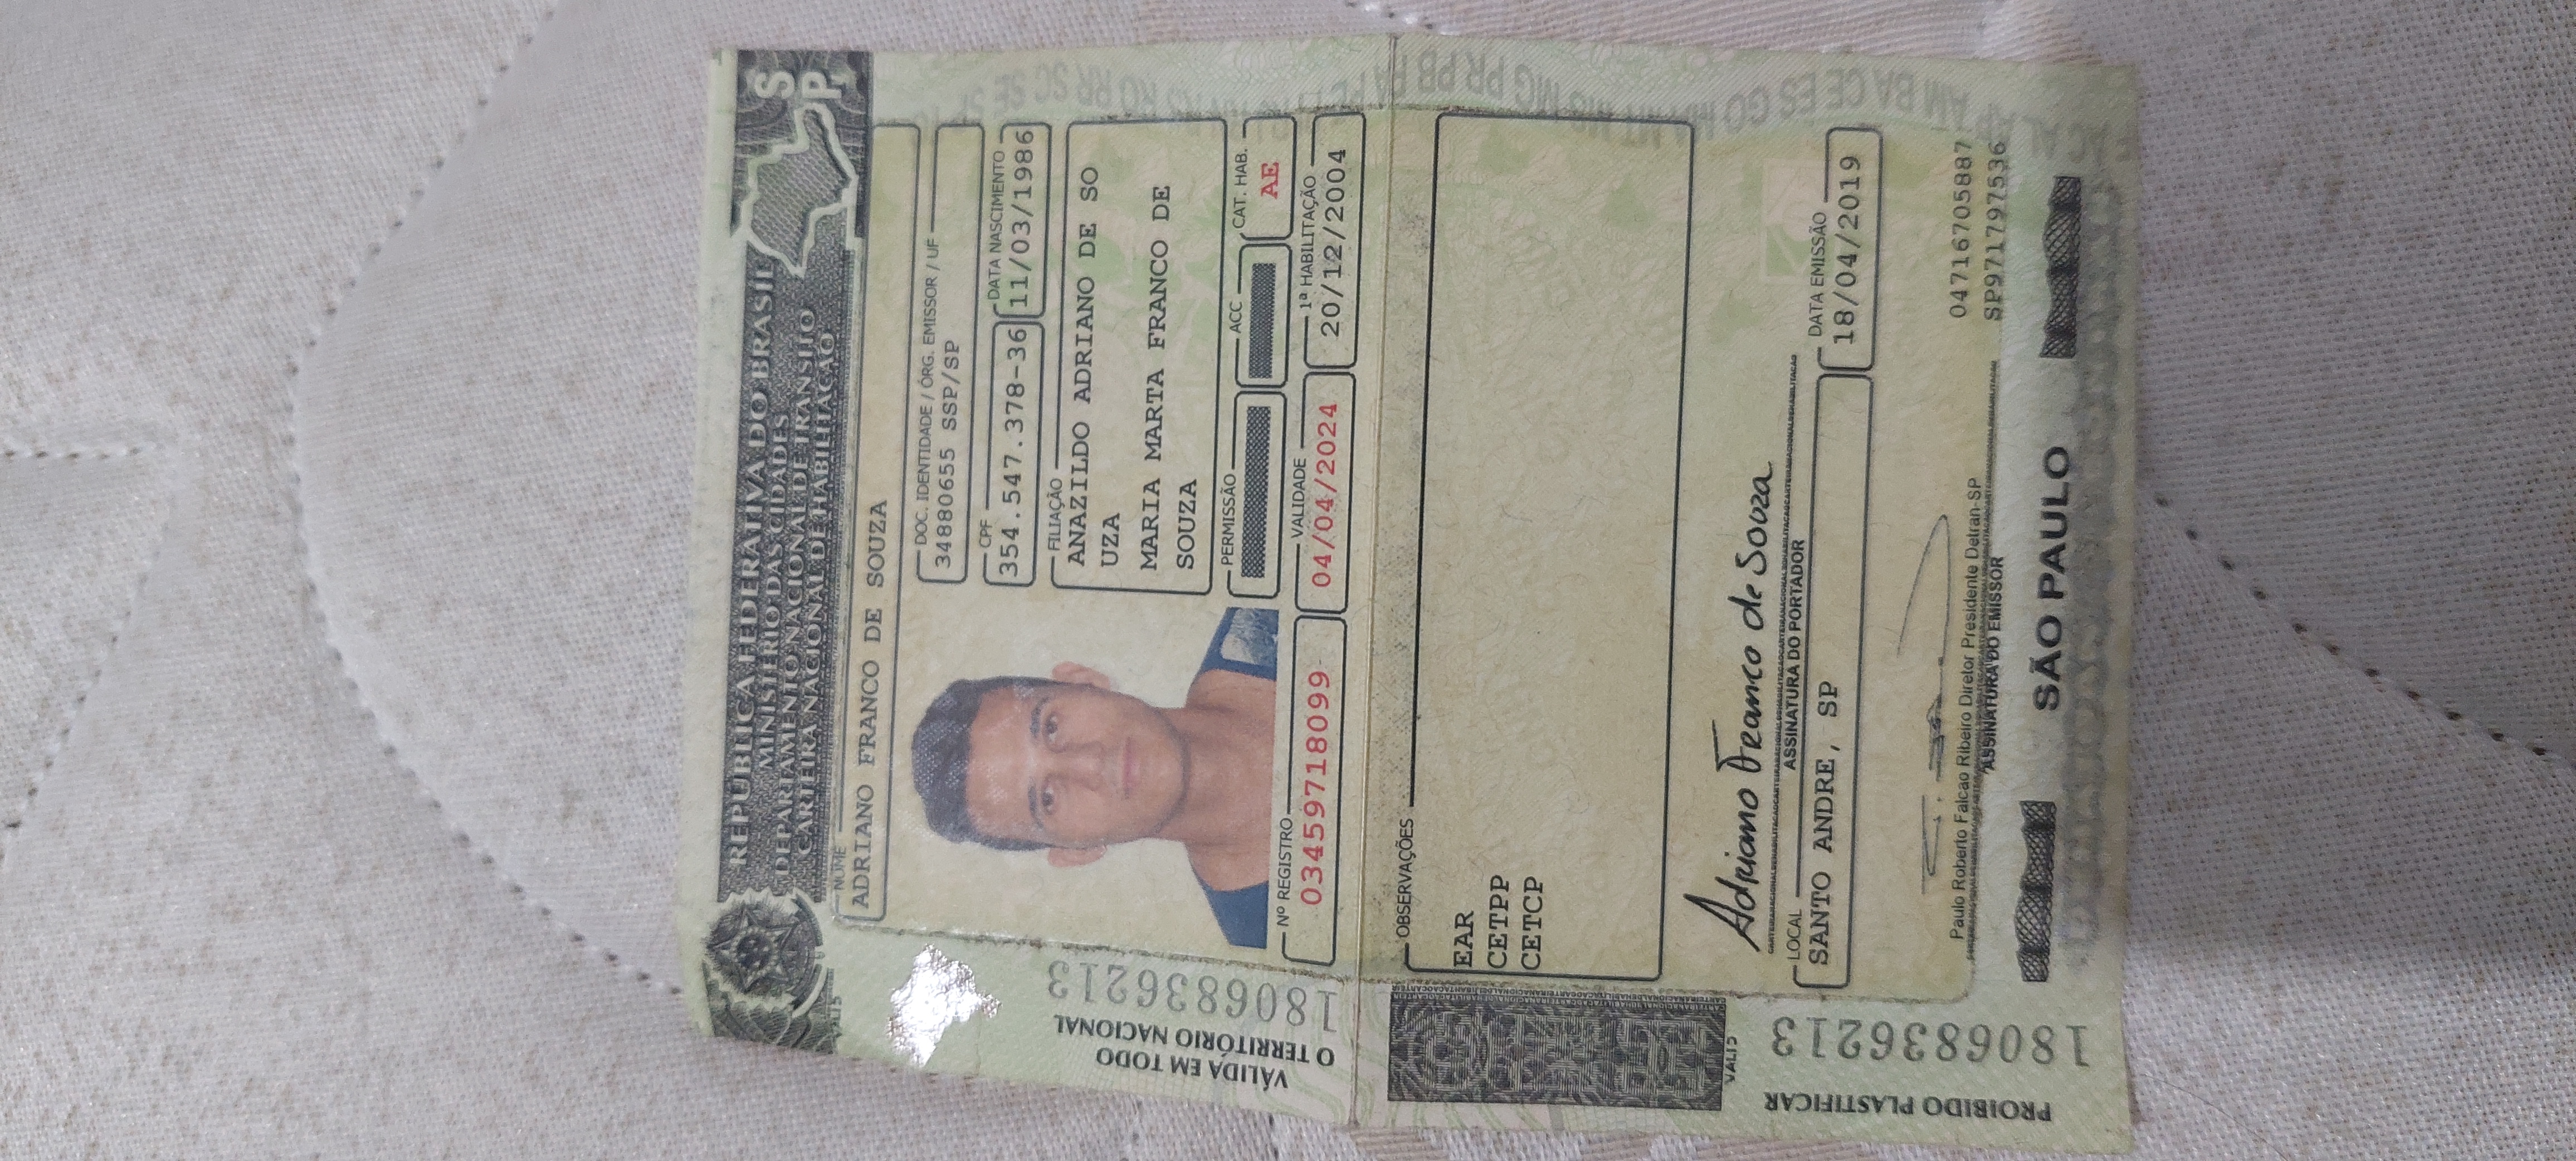 REPÚBLICA FEDERATIVA DO BRASIL
MINISTÉRIO DAS CIDADES
DEPARTAMENTO NACIONAL DE TRÂNSITO
CARTEIRA NACIONAL DE HABILITAÇÃO
SP
NOME
ADRIANO FRANCO DE SOUZA
DOC. IDENTIDADE / ÓRG. EMISSOR / UF
34880655 SSP/SP
CPF
354.547.378-36
DATA NASCIMENTO
11/03/1986
FILIAÇÃO
ANAZILDO ADRIANO DE SO
UZA
MARIA MARTA FRANCO DE
SOUZA
PERMISSÃO
ACC
CAT. HAB.
AE
Nº REGISTRO
03459718099
VALIDADE
04/04/2024
1ª HABILITAÇÃO
20/12/2004
VÁLIDA EM TODO
O TERRITÓRIO NACIONAL
1806836213
OBSERVAÇÕES
EAR
CETPP
CETCP
Adriano Franco de Souza
ASSINATURA DO PORTADOR
LOCAL
SANTO ANDRE, SP
DATA EMISSÃO
18/04/2019
Paulo Roberto Falcao Ribeiro Diretor Presidente Detran-SP
ASSINATURA DO EMISSOR
04716705887
SP971797536
PROIBIDO PLASTIFICAR
1806836213
SÃO PAULO